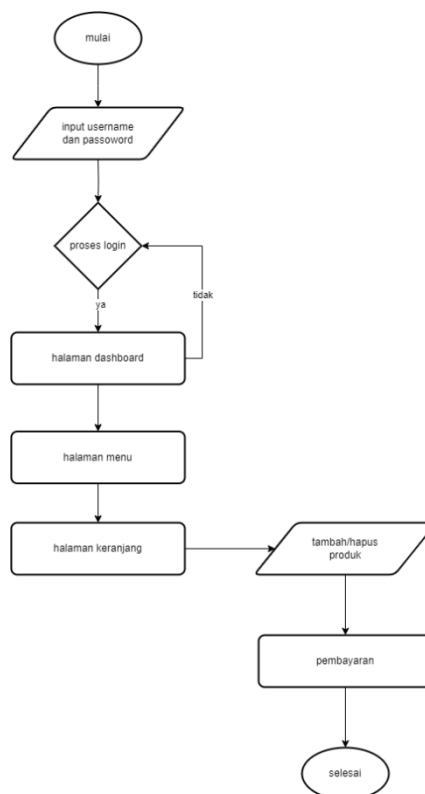 mulai
input username
dan passoword
proses login
tidak
ya
halaman dashboard
halaman menu
halaman keranjang
tambah/hapus
produk
pembayaran
selesai